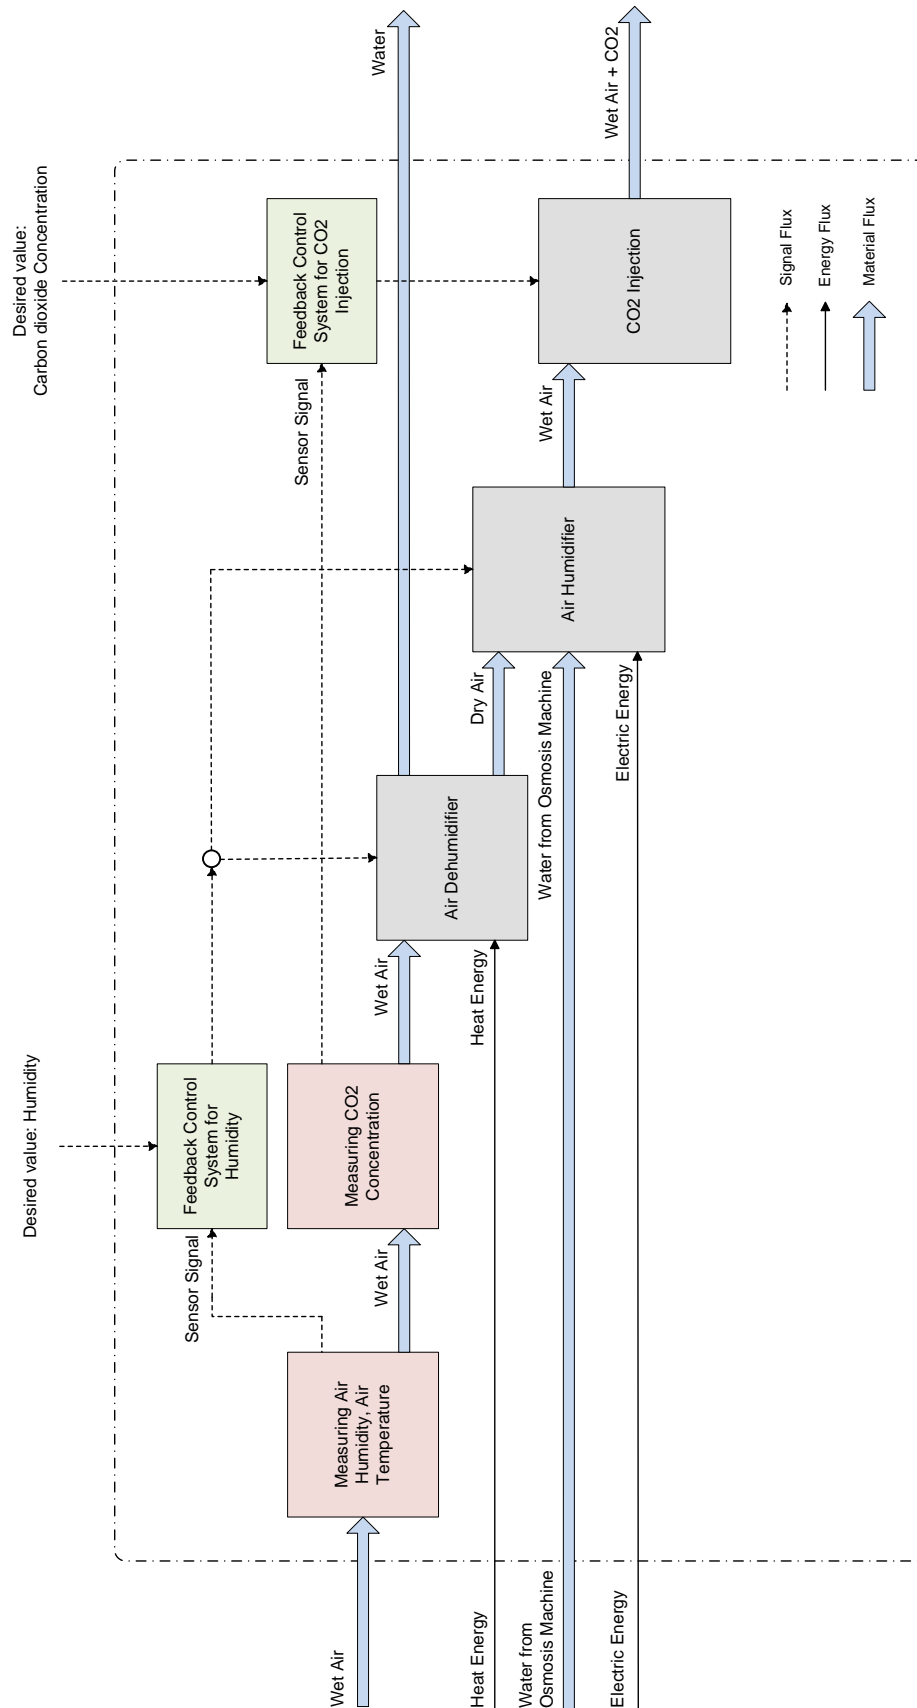 Desired value: Humidity
Desired value:
Carbon dioxide Concentration
Feedback Control
System for
Humidity
Feedback Control
System for CO2
Injection
Sensor Signal
Sensor Signal
Measuring Air
Humidity, Air
Temperature
Measuring CO2
Concentration
Wet Air
Wet Air
Wet Air
Water
Air Dehumidifier
Heat Energy
Heat Energy
Dry Air
Water from
Osmosis Machine
Water from Osmosis Machine
Air Humidifier
Wet Air
CO2 Injection
Wet Air + CO2
Electric Energy
Electric Energy
Signal Flux
Energy Flux
Material Flux